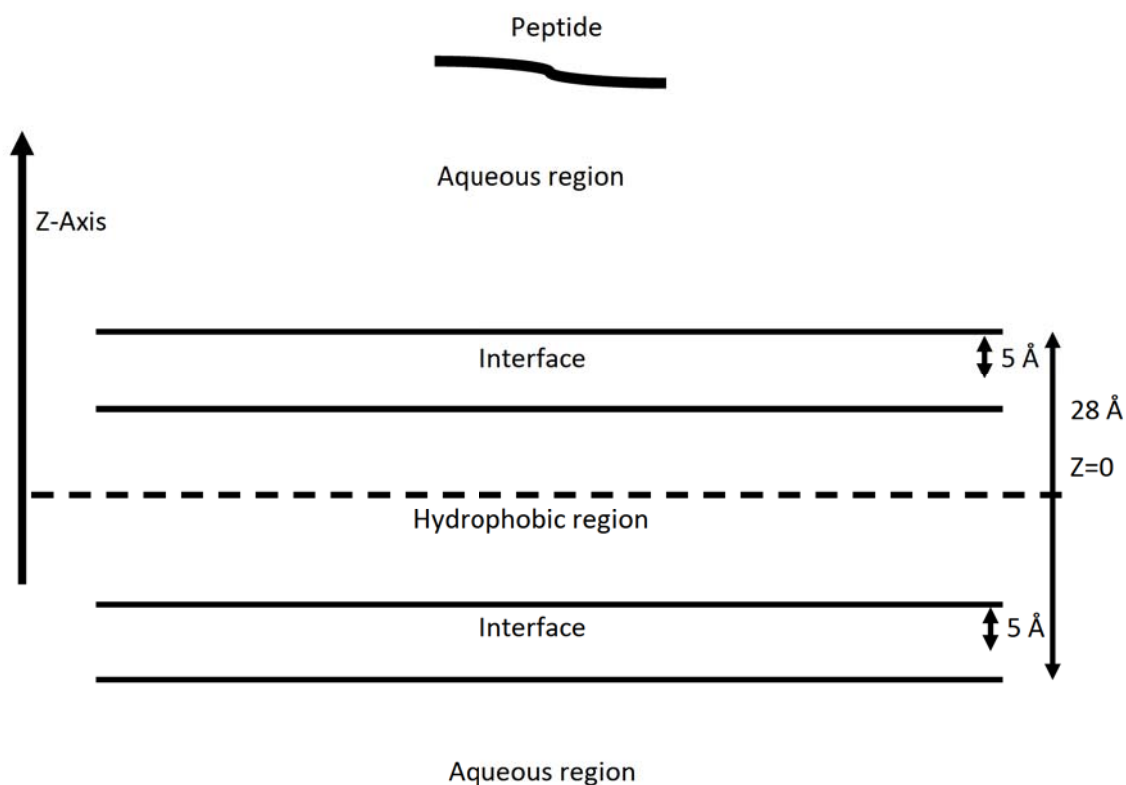 Peptide
Aqueous region
Z-Axis
Interface
5 Å
28 Å
Z=0
Hydrophobic region
Interface
5 Å
Aqueous region